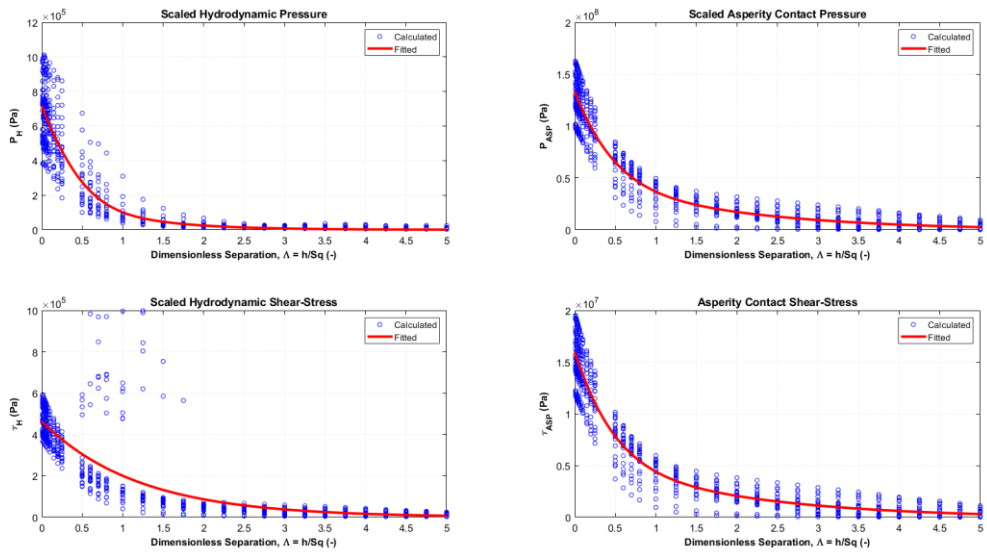 Scaled Hydrodynamic Pressure
×10^5
12
10
8
6
4
2
0
P_H (Pa)
Calculated
Fitted
0 0.5 1 1.5 2 2.5 3 3.5 4 4.5 5
Dimensionless Separation, Λ = h/Sq (-)
Scaled Asperity Contact Pressure
×10^8
2
1.5
1
0.5
0
P_ASP (Pa)
Calculated
Fitted
0 0.5 1 1.5 2 2.5 3 3.5 4 4.5 5
Dimensionless Separation, Λ = h/Sq (-)
Scaled Hydrodynamic Shear-Stress
×10^5
10
8
6
4
2
0
τ_H (Pa)
Calculated
Fitted
0 0.5 1 1.5 2 2.5 3 3.5 4 4.5 5
Dimensionless Separation, Λ = h/Sq (-)
Asperity Contact Shear-Stress
×10^7
2
1.5
1
0.5
0
τ_ASP (Pa)
Calculated
Fitted
0 0.5 1 1.5 2 2.5 3 3.5 4 4.5 5
Dimensionless Separation, Λ = h/Sq (-)